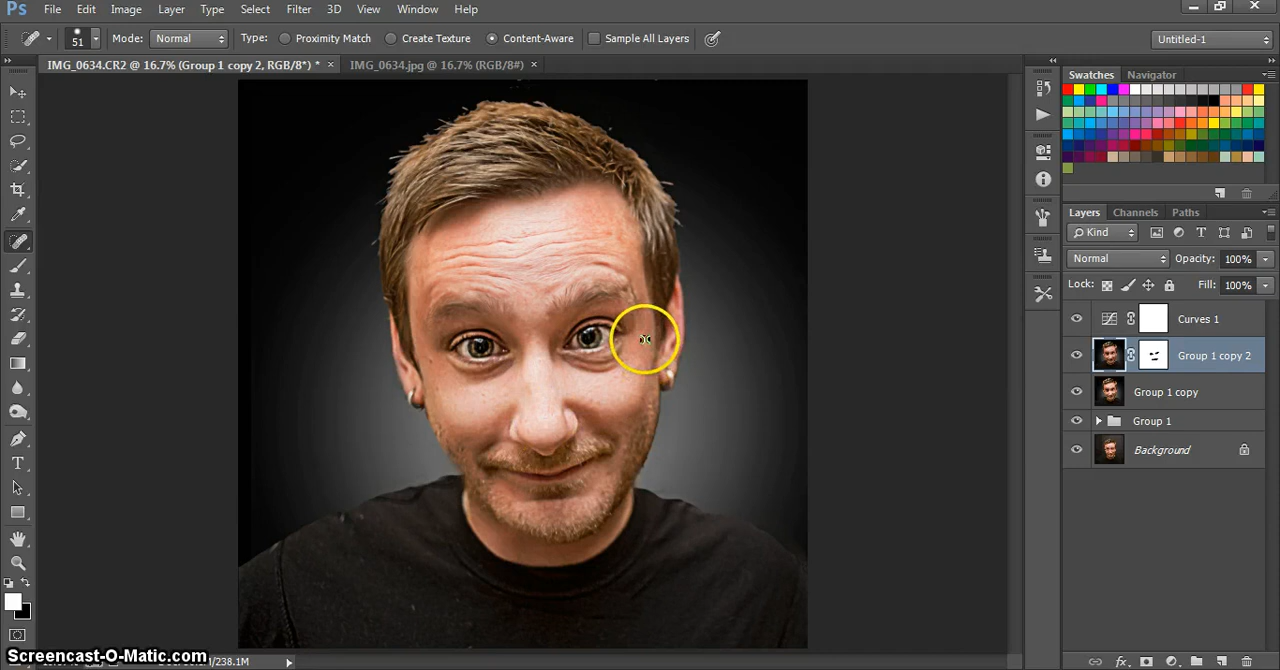 Ps File Edit Image Layer Type Select Filter 3D View Window Help
51 Mode: Normal Type: Proximity Match Create Texture Content-Aware Sample All Layers Untitled-1
IMG_0634.CR2 @ 16.7% (Group 1 copy 2, RGB/8*) * × IMG_0634.jpg @ 16.7% (RGB/8#) ×
Swatches Navigator
Layers Channels Paths
Kind
Normal Opacity: 100%
Lock: Fill: 100%
Curves 1
Group 1 copy 2
Group 1 copy
Group 1
Background
Screencast-O-Matic.com